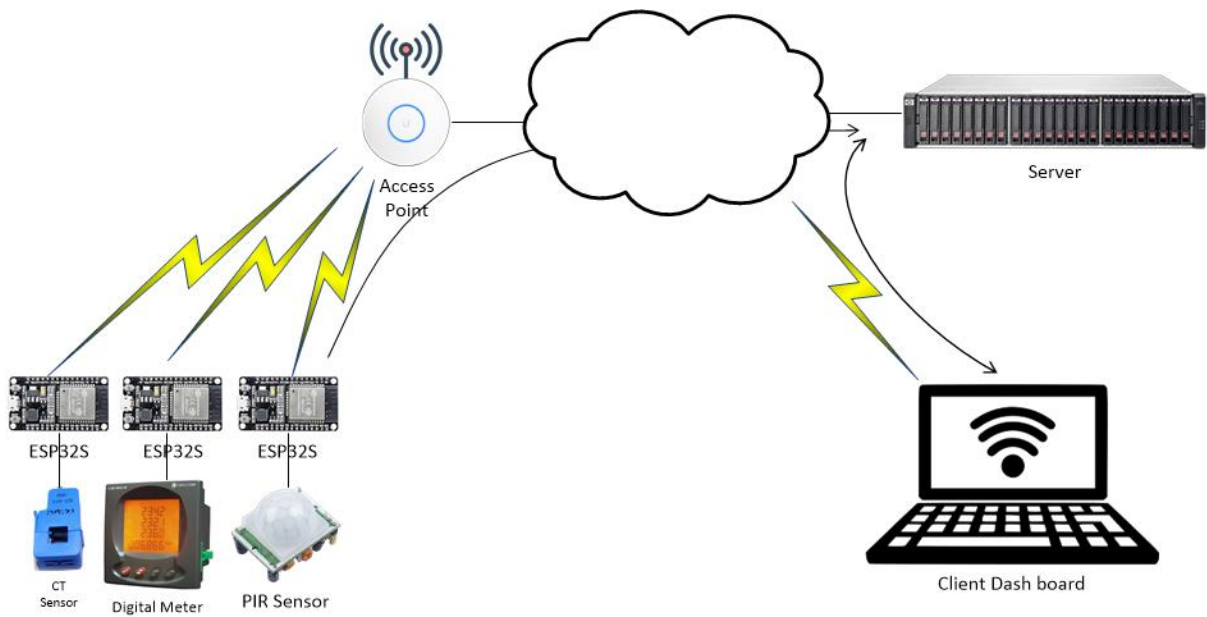 Access
Point
Server
ESP32S
ESP32S
ESP32S
CT
Sensor
Digital Meter
PIR Sensor
Client Dash board